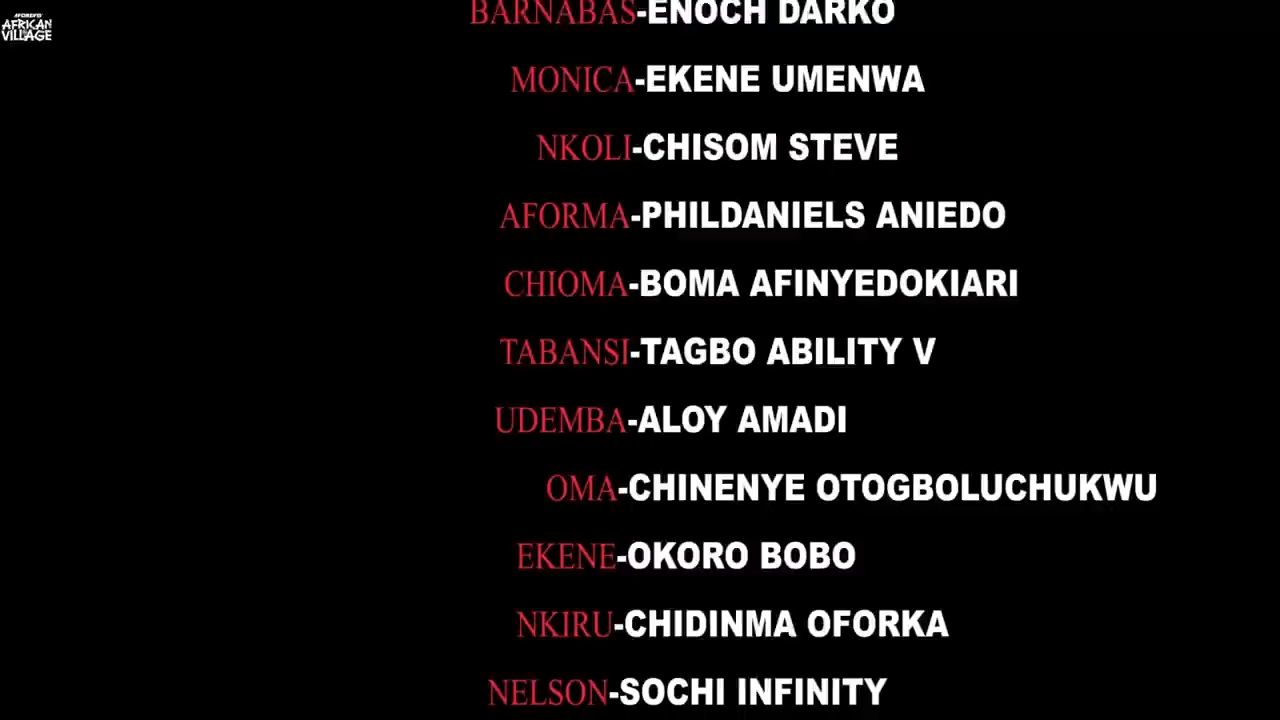 AFRICAN
VILLAGE
BARNABAS-ENOCH DARKO
MONICA-EKENE UMENWA
NKOLI-CHISOM STEVE
AFORMA-PHILDANIELS ANIEDO
CHIOMA-BOMA AFINYEDOKIARI
TABANSI-TAGBO ABILITY V
UDEMBA-ALOY AMADI
OMA-CHINENYE OTOGBOLUCHUKWU
EKENE-OKORO BOBO
NKIRU-CHIDINMA OFORKA
NELSON-SOCHI INFINITY